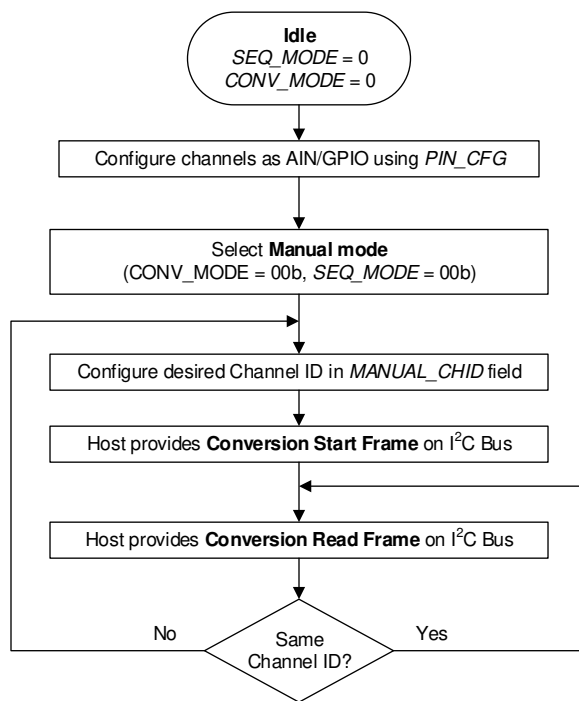 Idle
SEQ_MODE = 0
CONV_MODE = 0
Configure channels as AIN/GPIO using PIN_CFG
Select Manual mode
(CONV_MODE = 00b, SEQ_MODE = 00b)
Configure desired Channel ID in MANUAL_CHID field
Host provides Conversion Start Frame on I²C Bus
Host provides Conversion Read Frame on I²C Bus
No
Same
Channel ID?
Yes